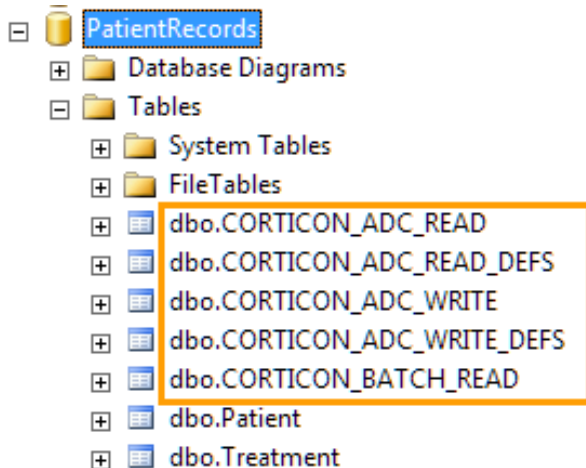 PatientRecords
Database Diagrams
Tables
System Tables
FileTables
dbo.CORTICON_ADC_READ
dbo.CORTICON_ADC_READ_DEFS
dbo.CORTICON_ADC_WRITE
dbo.CORTICON_ADC_WRITE_DEFS
dbo.CORTICON_BATCH_READ
dbo.Patient
dbo.Treatment